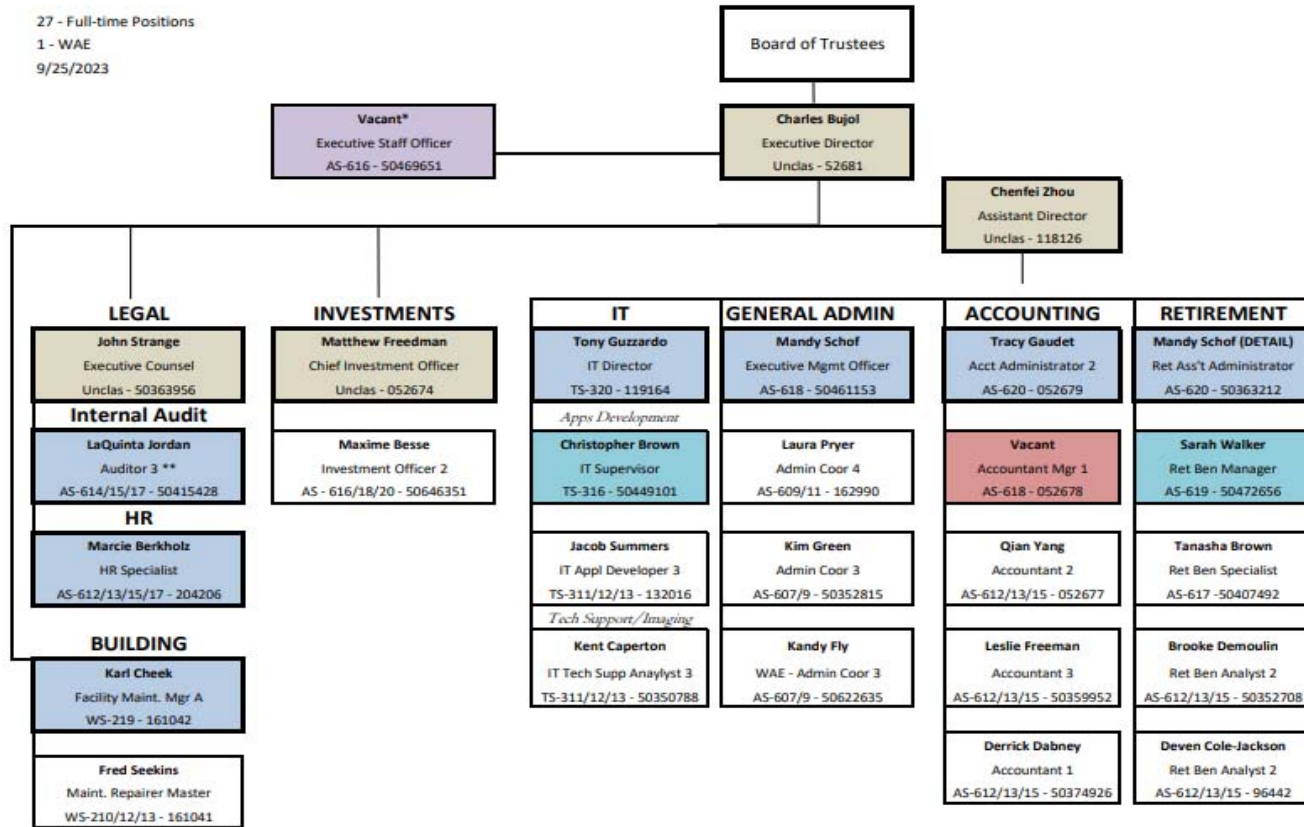 27 - Full-time Positions
1 - WAE
9/25/2023
Board of Trustees
Vacant*
Executive Staff Officer
AS-616 - 50469651
Charles Bujol
Executive Director
Unclas - 52681
Chenfei Zhou
Assistant Director
Unclas - 118126
LEGAL
John Strange
Executive Counsel
Unclas - 50363956
Internal Audit
LaQuinta Jordan
Auditor 3 **
AS-614/15/17 - 50415428
HR
Marcie Berkholz
HR Specialist
AS-612/13/15/17 - 204206
BUILDING
Karl Cheek
Facility Maint. Mgr A
WS-219 - 161042
Fred Seekins
Maint. Repairer Master
WS-210/12/13 - 161041
INVESTMENTS
Matthew Freedman
Chief Investment Officer
Unclas - 052674
Maxime Besse
Investment Officer 2
AS - 616/18/20 - 50646351
IT
Tony Guzzardo
IT Director
TS-320 - 119164
Apps Development
Christopher Brown
IT Supervisor
TS-316 - 50449101
Jacob Summers
IT Appl Developer 3
TS-311/12/13 - 132016
Tech Support/Imaging
Kent Caperton
IT Tech Supp Anaylyst 3
TS-311/12/13 - 50350788
GENERAL ADMIN
Mandy Schof
Executive Mgmt Officer
AS-618 - 50461153
Laura Pryer
Admin Coor 4
AS-609/11 - 162990
Kim Green
Admin Coor 3
AS-607/9 - 50352815
Kandy Fly
WAE - Admin Coor 3
AS-607/9 - 50622635
ACCOUNTING
Tracy Gaudet
Acct Administrator 2
AS-620 - 052679
Vacant
Accountant Mgr 1
AS-618 - 052678
Qian Yang
Accountant 2
AS-612/13/15 - 052677
Leslie Freeman
Accountant 3
AS-612/13/15 - 50359952
Derrick Dabney
Accountant 1
AS-612/13/15 - 50374926
RETIREMENT
Mandy Schof (DETAIL)
Ret Ass't Administrator
AS-620 - 50363212
Sarah Walker
Ret Ben Manager
AS-619 - 50472656
Tanasha Brown
Ret Ben Specialist
AS-617 -50407492
Brooke Demoulin
Ret Ben Analyst 2
AS-612/13/15 - 50352708
Deven Cole-Jackson
Ret Ben Analyst 2
AS-612/13/15 - 96442